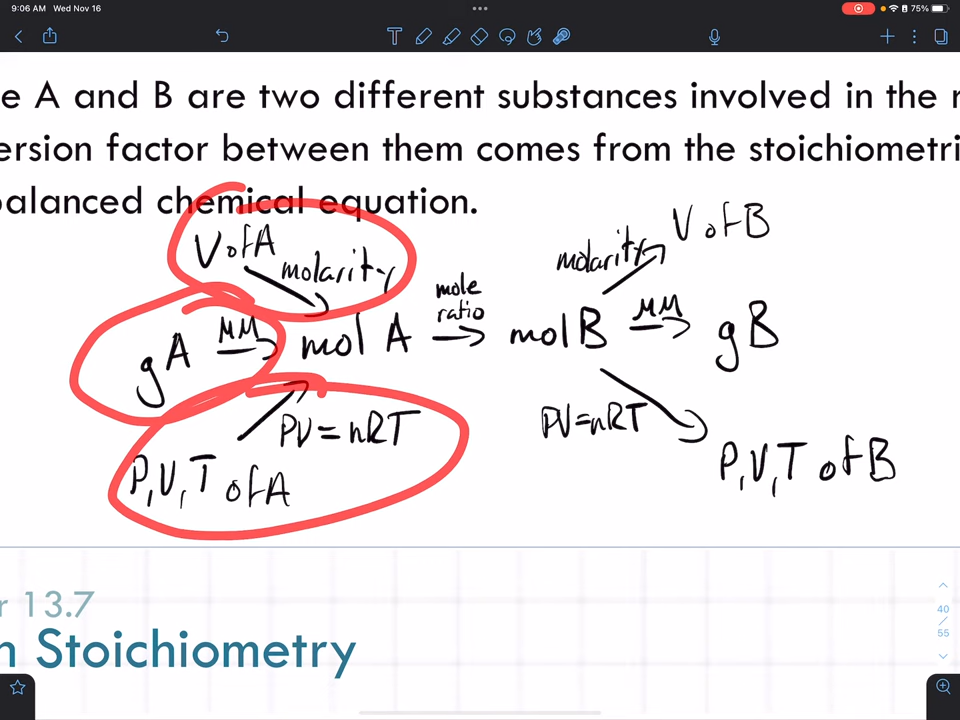 9:06 AM Wed Nov 16
75%
e A and B are two different substances involved in the r
ersion factor between them comes from the stoichiometri
balanced chemical equation.
V of A molarity
molarity V of B
g A MM mol A mole ratio mol B MM g B
PV=nRT
PV=nRT
P,V,T of A
P,V,T of B
r 13.7
n Stoichiometry
40
/
55